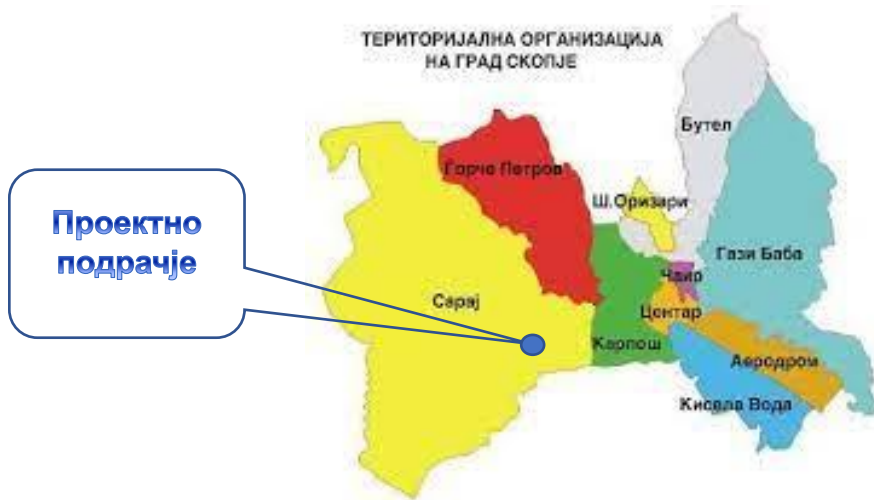 ТЕРИТОРИЈАЛНА ОРГАНИЗАЦИЈА
НА ГРАД СКОПЈЕ
Бутел
Ѓорче Петров
Ш.Оризари
Проектно
подрачје
Гази Баба
Чаир
Сарај
Центар
Карпош
Аеродром
Кисела Вода